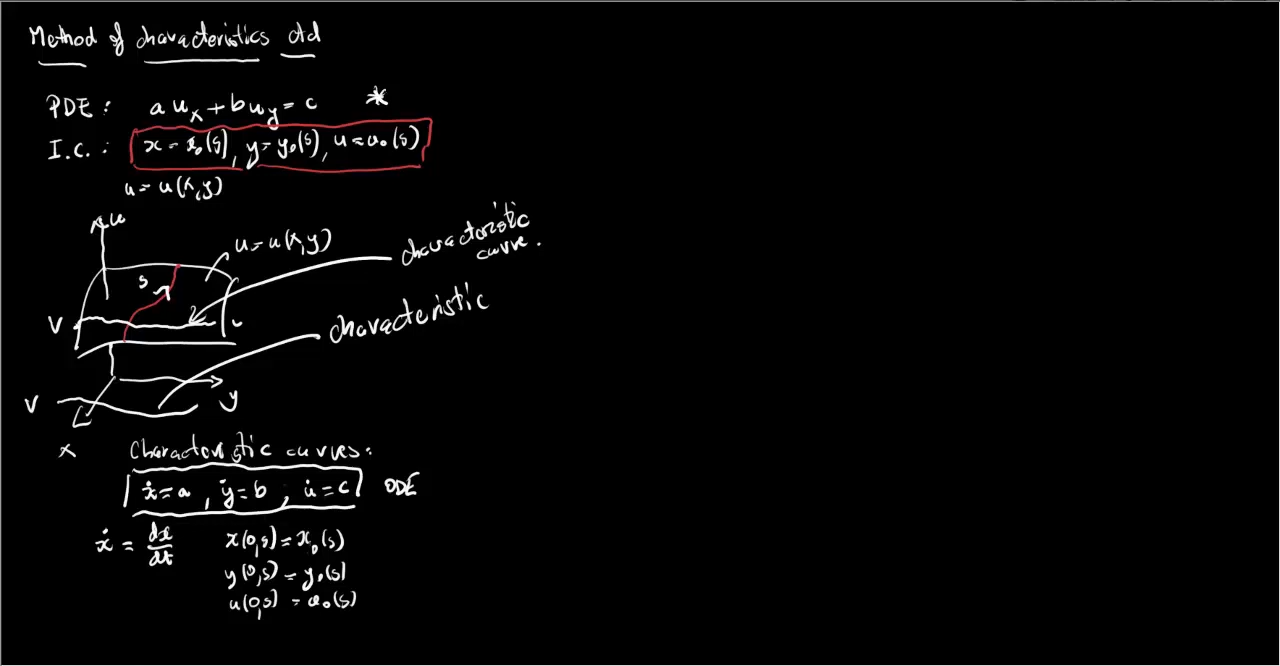 Method of characteristics ctd
PDE: a u_x + b u_y = c *
I.C.: x = x_0(s), y = y_0(s), u = u_0(s)
u = u(x,y)
u
u = u(x,y)
characteristic
curve.
s
characteristic
y
x
Characteristic curves:
ẋ = a, ẏ = b, u̇ = c ODE
ẋ = dx/dt x(0,s) = x_0(s)
y(0,s) = y_0(s)
u(0,s) = u_0(s)